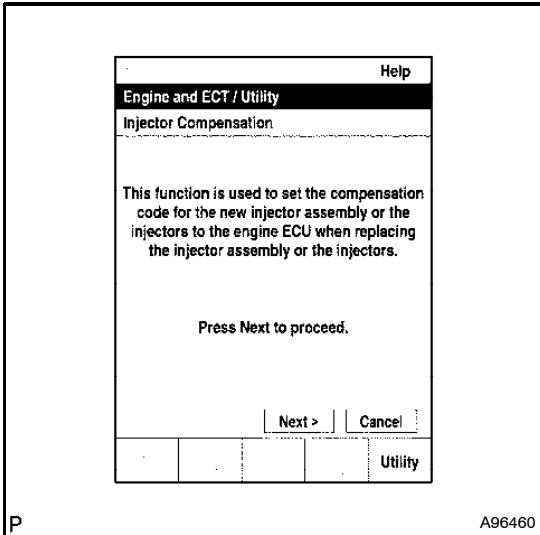 Help
Engine and ECT / Utility
Injector Compensation
This function is used to set the compensation
code for the new injector assembly or the
injectors to the engine ECU when replacing
the injector assembly or the injectors.
Press Next to proceed.
Next > Cancel
Utility
P A96460